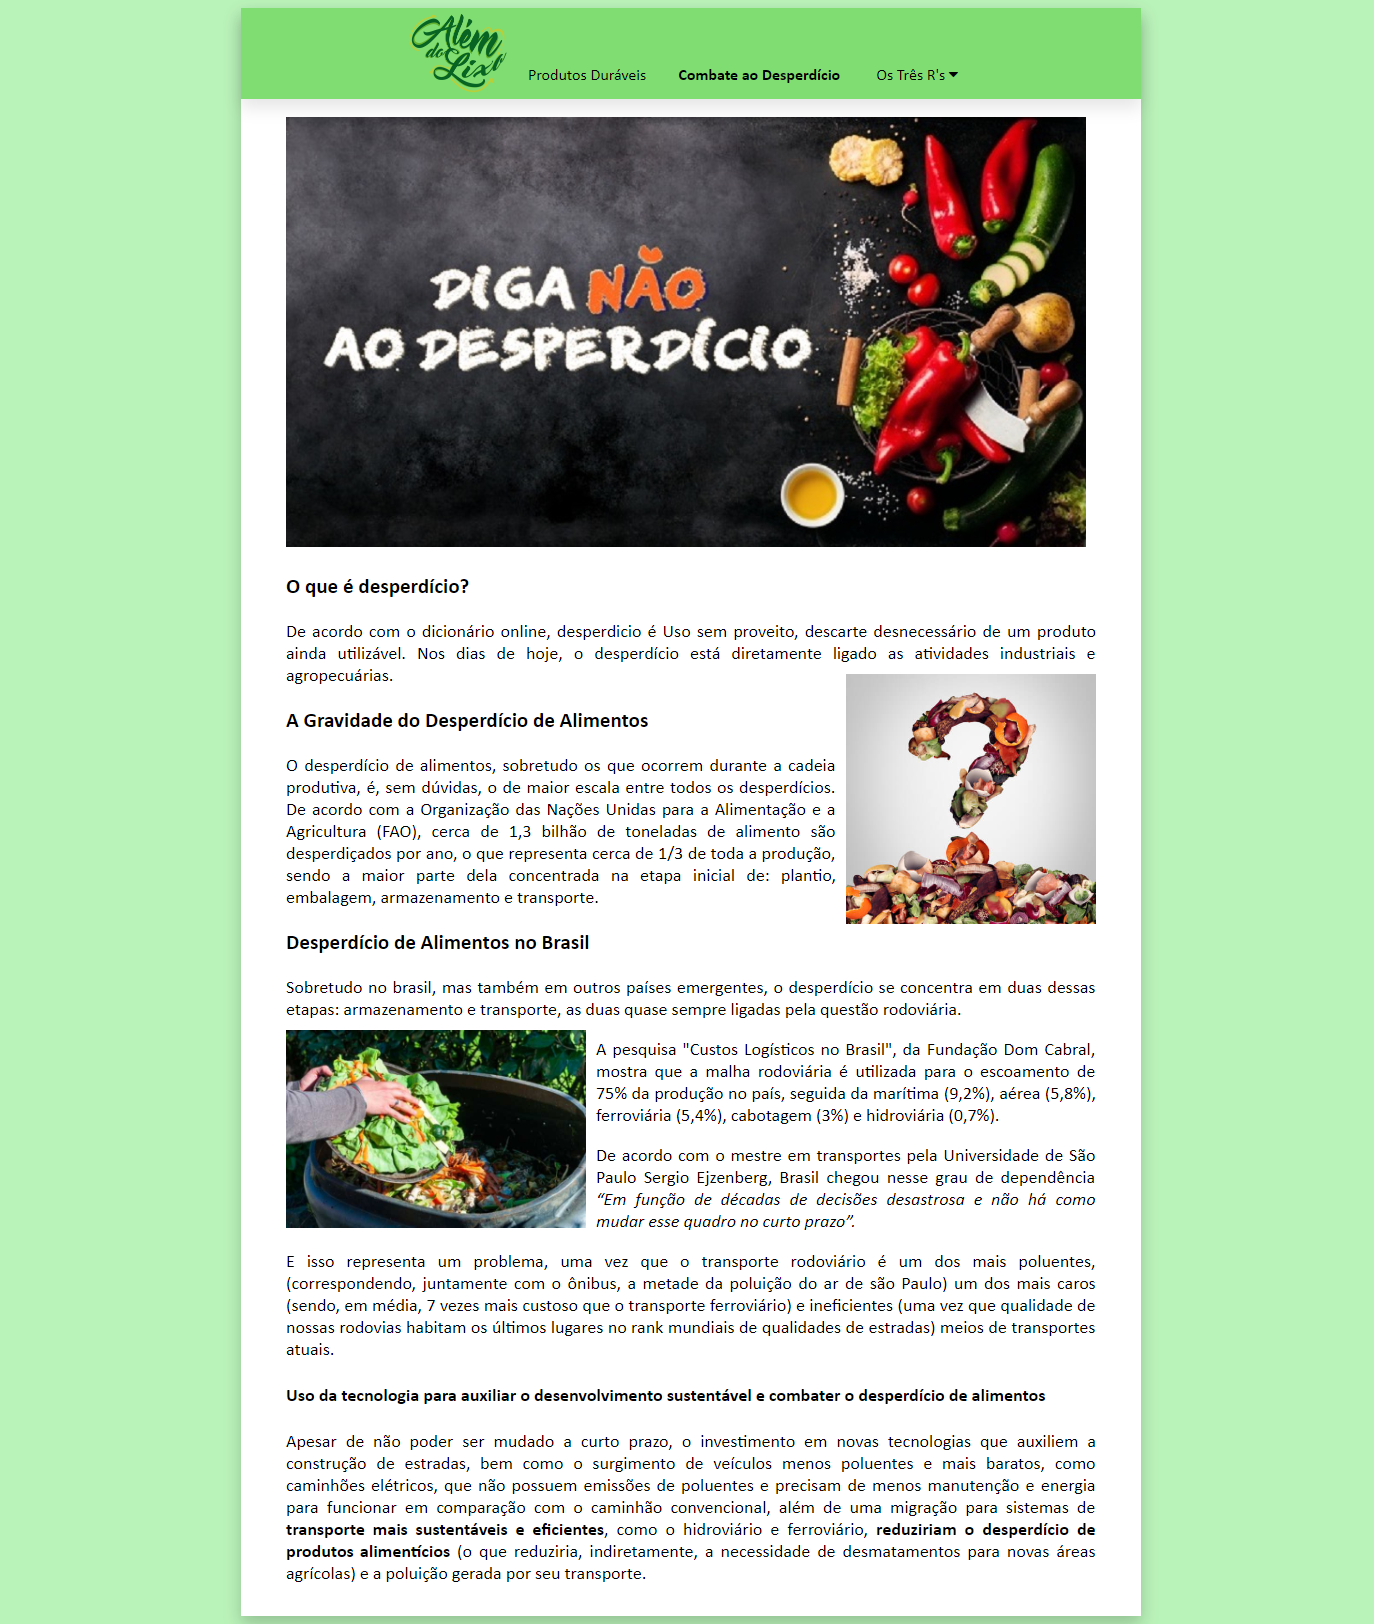 Além
do
Lixo
Produtos Duráveis
Combate ao Desperdício
Os Três R's
DIGA NÃO
AO DESPERDÍCIO
O que é desperdício?
De acordo com o dicionário online, desperdicio é Uso sem proveito, descarte desnecessário de um produto
ainda utilizável. Nos dias de hoje, o desperdício está diretamente ligado as atividades industriais e
agropecuárias.
A Gravidade do Desperdício de Alimentos
O desperdício de alimentos, sobretudo os que ocorrem durante a cadeia
produtiva, é, sem dúvidas, o de maior escala entre todos os desperdícios.
De acordo com a Organização das Nações Unidas para a Alimentação e a
Agricultura (FAO), cerca de 1,3 bilhão de toneladas de alimento são
desperdiçados por ano, o que representa cerca de 1/3 de toda a produção,
sendo a maior parte dela concentrada na etapa inicial de: plantio,
embalagem, armazenamento e transporte.
Desperdício de Alimentos no Brasil
Sobretudo no brasil, mas também em outros países emergentes, o desperdício se concentra em duas dessas
etapas: armazenamento e transporte, as duas quase sempre ligadas pela questão rodoviária.
A pesquisa "Custos Logísticos no Brasil", da Fundação Dom Cabral,
mostra que a malha rodoviária é utilizada para o escoamento de
75% da produção no país, seguida da marítima (9,2%), aérea (5,8%),
ferroviária (5,4%), cabotagem (3%) e hidroviária (0,7%).
De acordo com o mestre em transportes pela Universidade de São
Paulo Sergio Ejzenberg, Brasil chegou nesse grau de dependência
“Em função de décadas de decisões desastrosa e não há como
mudar esse quadro no curto prazo”.
E isso representa um problema, uma vez que o transporte rodoviário é um dos mais poluentes,
(correspondendo, juntamente com o ônibus, a metade da poluição do ar de são Paulo) um dos mais caros
(sendo, em média, 7 vezes mais custoso que o transporte ferroviário) e ineficientes (uma vez que qualidade de
nossas rodovias habitam os últimos lugares no rank mundiais de qualidades de estradas) meios de transportes
atuais.
Uso da tecnologia para auxiliar o desenvolvimento sustentável e combater o desperdício de alimentos
Apesar de não poder ser mudado a curto prazo, o investimento em novas tecnologias que auxiliem a
construção de estradas, bem como o surgimento de veículos menos poluentes e mais baratos, como
caminhões elétricos, que não possuem emissões de poluentes e precisam de menos manutenção e energia
para funcionar em comparação com o caminhão convencional, além de uma migração para sistemas de
transporte mais sustentáveis e eficientes, como o hidroviário e ferroviário, reduziriam o desperdício de
produtos alimentícios (o que reduziria, indiretamente, a necessidade de desmatamentos para novas áreas
agrícolas) e a poluição gerada por seu transporte.